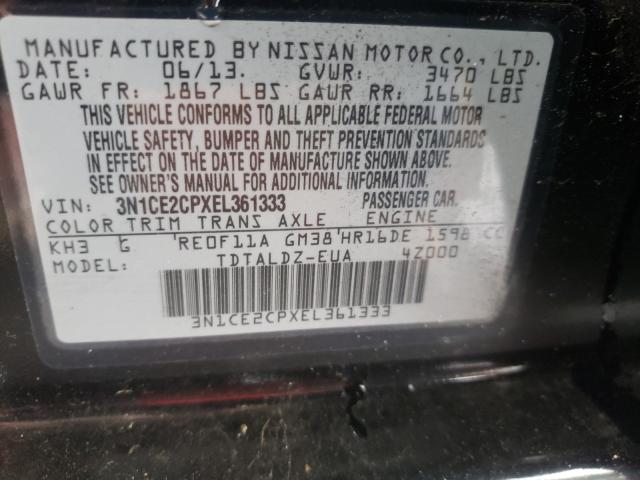 MANUFACTURED BY NISSAN MOTOR CO., LTD.
DATE: 06/13. GVWR: 3470 LBS
GAWR FR: 1867 LBS GAWR RR: 1664 LBS
THIS VEHICLE CONFORMS TO ALL APPLICABLE FEDERAL MOTOR
VEHICLE SAFETY, BUMPER AND THEFT PREVENTION STANDARDS
IN EFFECT ON THE DATE OF MANUFACTURE SHOWN ABOVE.
SEE OWNER'S MANUAL FOR ADDITIONAL INFORMATION.
VIN: 3N1CE2CPXEL361333 PASSENGER CAR.
COLOR TRIM TRANS AXLE ENGINE
KH3 G 'RE0F11A GM38'HR16DE 1598 CC
MODEL: TDTALDZ-EUA 4Z000
3N1CE2CPXEL361333